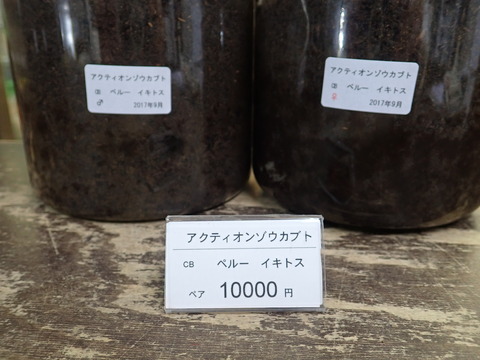 アクティオンゾウカブト
CB ペルー イキトス
♂ 2017年9月
アクティオンゾウカブト
CB ペルー イキトス
♀ 2017年9月
アクティオンゾウカブト
CB ペルー イキトス
ペア 10000 円